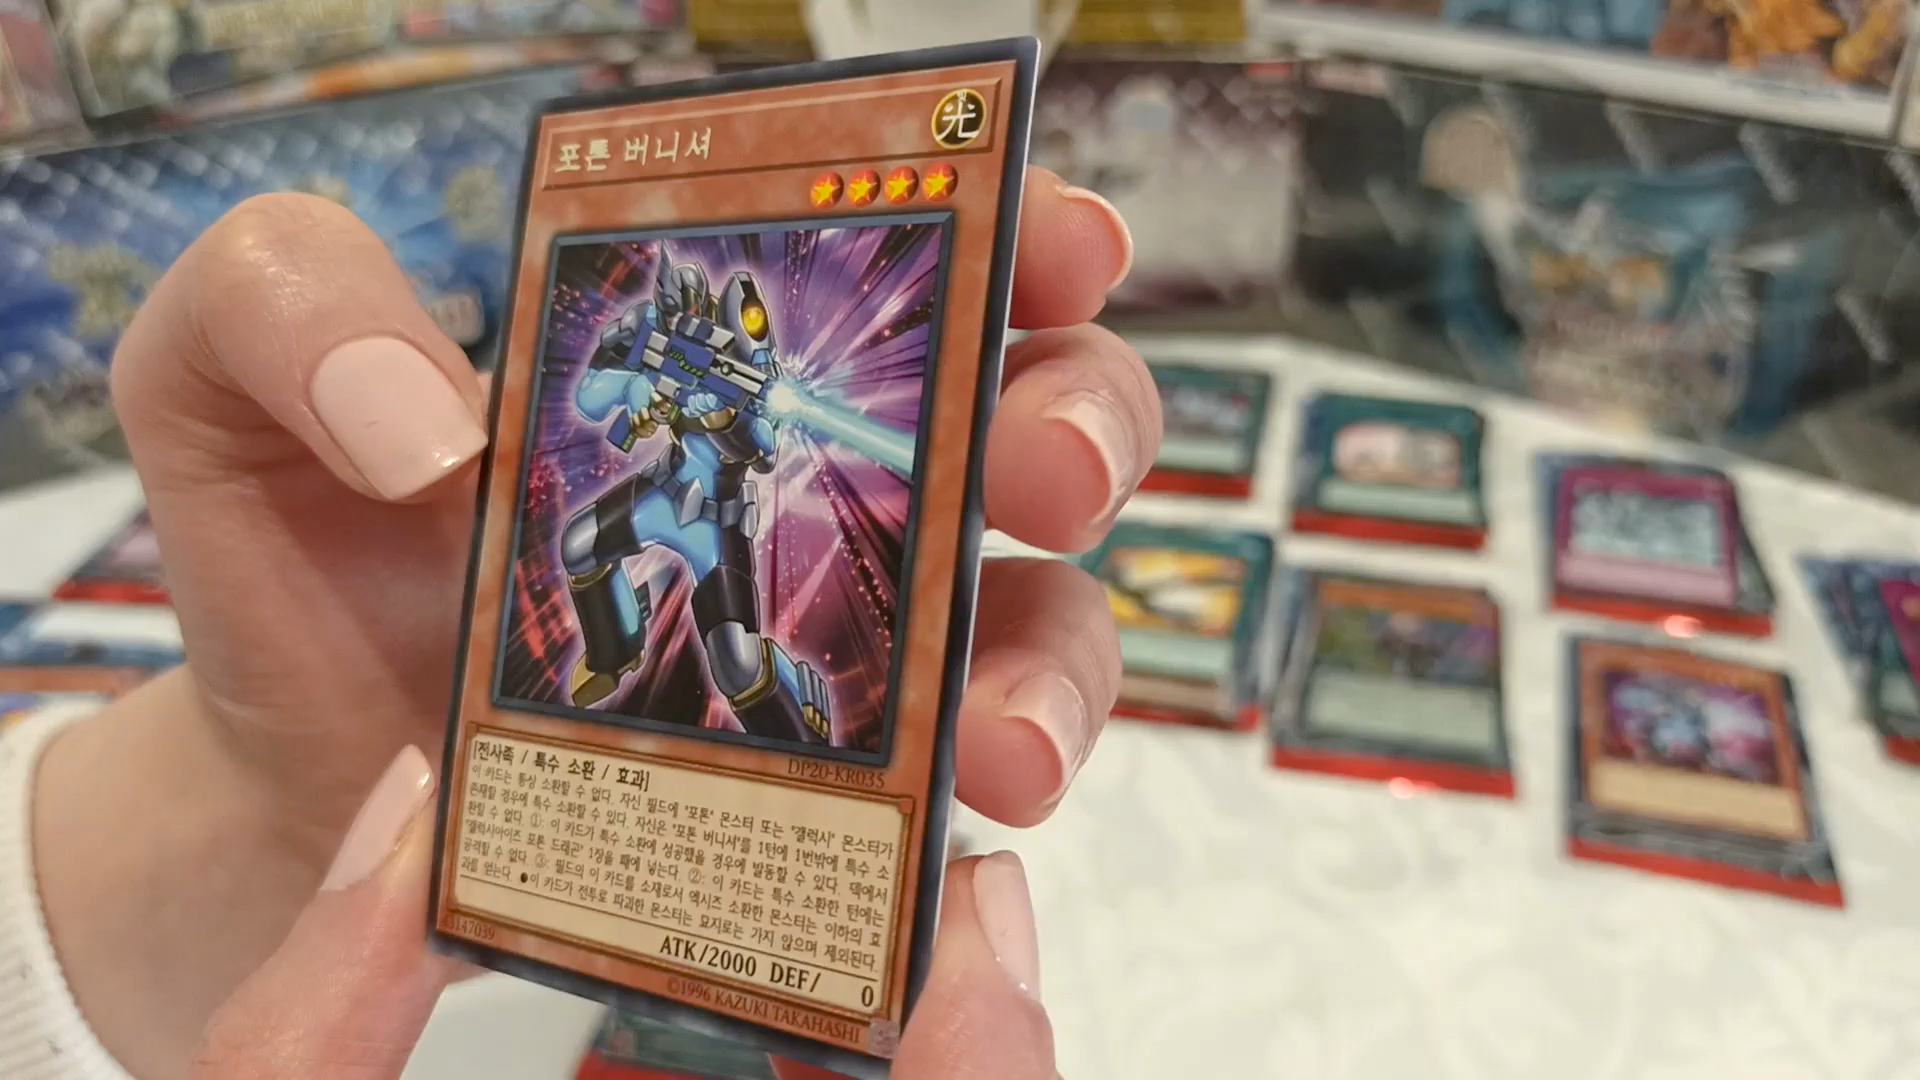 포톤 버니셔
빛
光
DP20-KR035
[전사족 / 특수 소환 / 효과]
이 카드는 통상 소환할 수 없다. 자신 필드에 "포톤" 몬스터 또는 "갤럭시" 몬스터가
존재할 경우에 특수 소환할 수 있다. 자신은 "포톤 버니셔"를 1턴에 1번밖에 특수 소
환할 수 없다. ①: 이 카드가 특수 소환에 성공했을 경우에 발동할 수 있다. 덱에서
"갤럭시아이즈 포톤 드래곤" 1장을 패에 넣는다. ②: 이 카드는 특수 소환한 턴에는
공격할 수 없다. ③: 필드의 이 카드를 소재로서 엑시즈 소환한 몬스터는 이하의 효
과를 얻는다. ●이 카드가 전투로 파괴한 몬스터는 묘지로는 가지 않으며 제외된다.
ATK/2000 DEF/ 0
43147039
©1996 KAZUKI TAKAHASHI